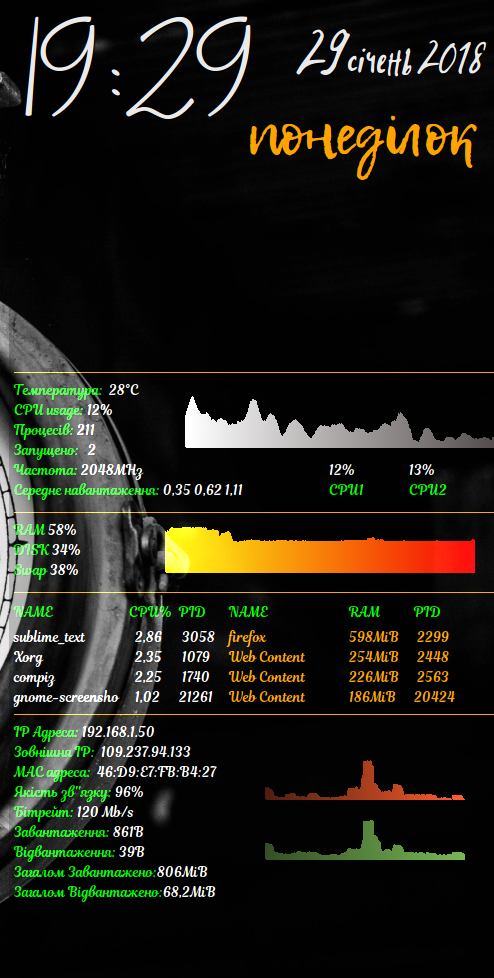 19:29
29 січень 2018
понеділок
Температура: 28°C
CPU usage: 12%
Процесів: 211
Запущено: 2
Частота: 2048MHz 12% 13%
Середнє навантаження: 0,35 0,62 1,11 CPU1 CPU2
RAM 58%
DISK 34%
Swap 38%
NAME CPU% PID NAME RAM PID
sublime_text 2,86 3058 firefox 598MiB 2299
Xorg 2,35 1079 Web Content 254MiB 2448
compiz 2,25 1740 Web Content 226MiB 2563
gnome-screensho 1,02 21261 Web Content 186MiB 20424
IP Адреса: 192.168.1.50
Зовнішня IP: 109.237.94.133
MAC адреса: 46:D9:E7:FB:B4:27
Якість зв"язку: 96%
Бітрейт: 120 Mb/s
Завантаження: 861B
Відвантаження: 39B
Загалом Завантажено:806MiB
Загалом Відвантажено:68,2MiB